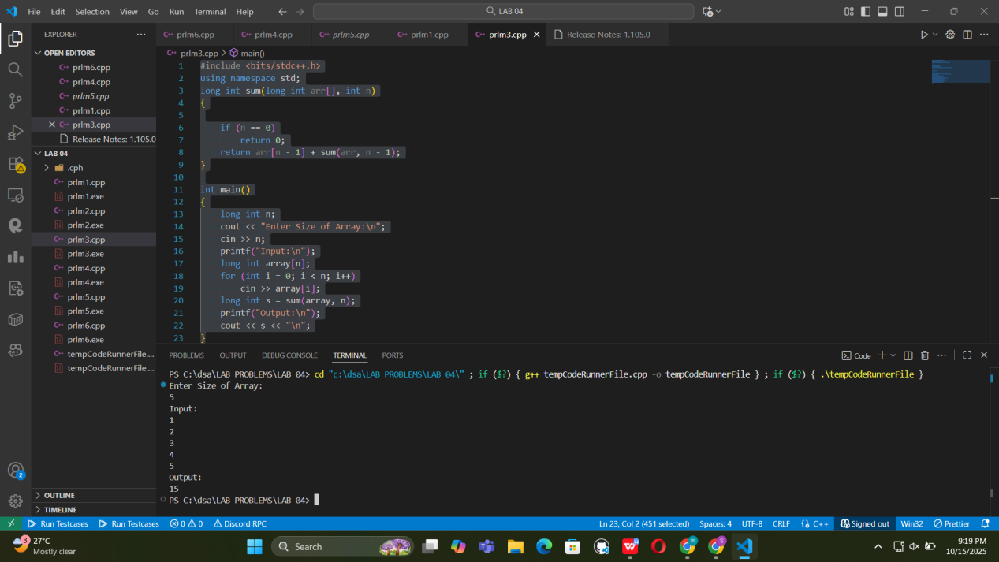 File Edit Selection View Go Run Terminal Help
LAB 04
EXPLORER
OPEN EDITORS
prlm6.cpp
prlm4.cpp
prlm5.cpp
prlm1.cpp
prlm3.cpp
Release Notes: 1.105.0
LAB 04
.cph
prlm1.cpp
prlm1.exe
prlm2.cpp
prlm2.exe
prlm3.cpp
prlm3.exe
prlm4.cpp
prlm4.exe
prlm5.cpp
prlm5.exe
prlm6.cpp
prlm6.exe
tempCodeRunnerFile....
tempCodeRunnerFile....
OUTLINE
TIMELINE
prlm6.cpp prlm4.cpp prlm5.cpp prlm1.cpp prlm3.cpp Release Notes: 1.105.0
prlm3.cpp > main()
1 #include <bits/stdc++.h>
2 using namespace std;
3 long int sum(long int arr[], int n)
4 {
5
6 if (n == 0)
7 return 0;
8 return arr[n - 1] + sum(arr, n - 1);
9 }
10
11 int main()
12 {
13 long int n;
14 cout << "Enter Size of Array:\n";
15 cin >> n;
16 printf("Input:\n");
17 long int array[n];
18 for (int i = 0; i < n; i++)
19 cin >> array[i];
20 long int s = sum(array, n);
21 printf("Output:\n");
22 cout << s << "\n";
23 }
PROBLEMS OUTPUT DEBUG CONSOLE TERMINAL PORTS
Code
PS C:\dsa\LAB PROBLEMS\LAB 04> cd "c:\dsa\LAB PROBLEMS\LAB 04\" ; if ($?) { g++ tempCodeRunnerFile.cpp -o tempCodeRunnerFile } ; if ($?) { .\tempCodeRunnerFile }
Enter Size of Array:
5
Input:
1
2
3
4
5
Output:
15
PS C:\dsa\LAB PROBLEMS\LAB 04>
2
Run Testcases Run Testcases 0 0 Discord RPC Ln 23, Col 2 (451 selected) Spaces: 4 UTF-8 CRLF {} C++ Signed out Win32 Prettier
3
27°C
Mostly clear
Search
9:19 PM
10/15/2025